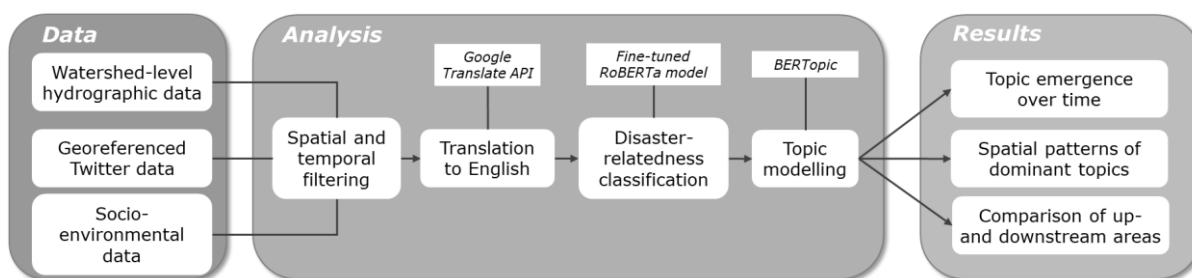 Data
Watershed-level
hydrographic data
Georeferenced
Twitter data
Socio-
environmental
data
Analysis
Spatial and
temporal
filtering
Google
Translate API
Translation
to English
Fine-tuned
RoBERTa model
Disaster-
relatedness
classification
BERTopic
Topic
modelling
Results
Topic emergence
over time
Spatial patterns of
dominant topics
Comparison of up-
and downstream areas